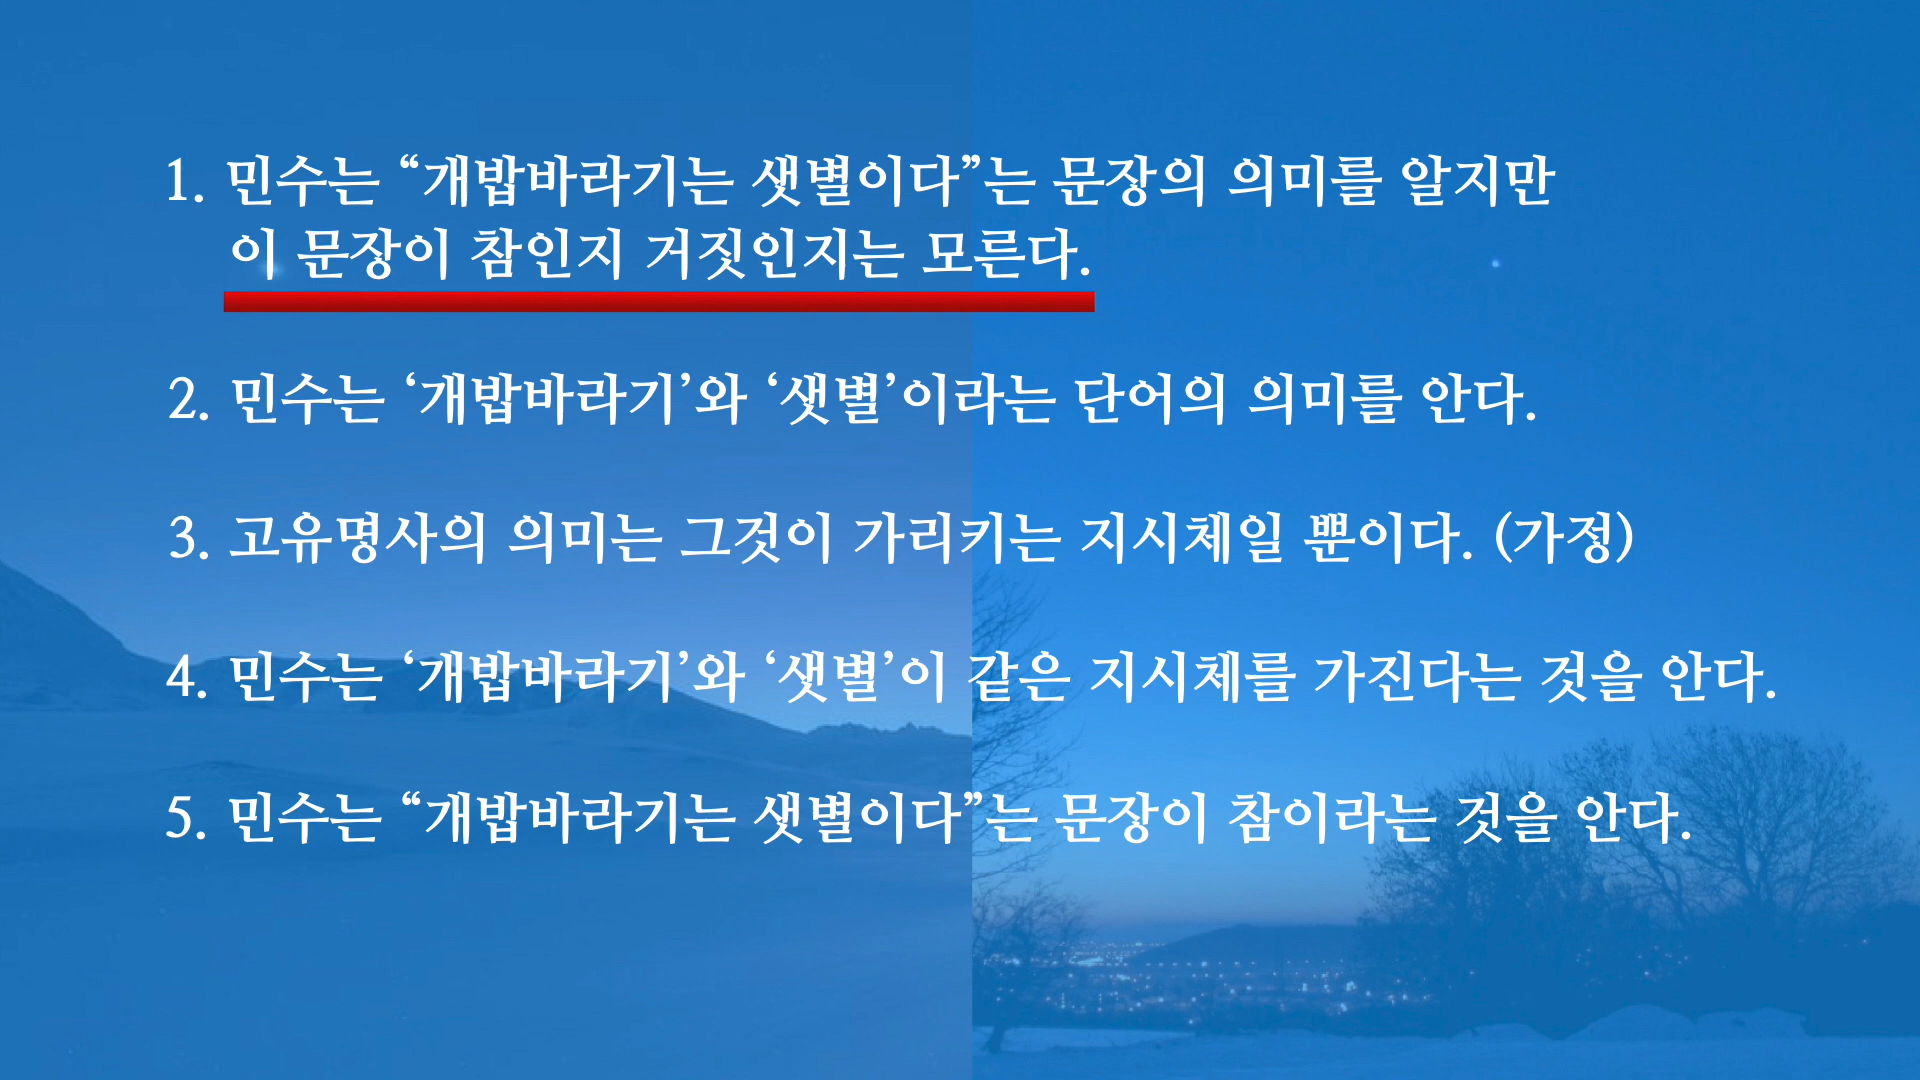 1. 민수는 “개밥바라기는 샛별이다”는 문장의 의미를 알지만
이 문장이 참인지 거짓인지는 모른다.
2. 민수는 ‘개밥바라기’와 ‘샛별’이라는 단어의 의미를 안다.
3. 고유명사의 의미는 그것이 가리키는 지시체일 뿐이다. (가정)
4. 민수는 ‘개밥바라기’와 ‘샛별’이 같은 지시체를 가진다는 것을 안다.
5. 민수는 “개밥바라기는 샛별이다”는 문장이 참이라는 것을 안다.